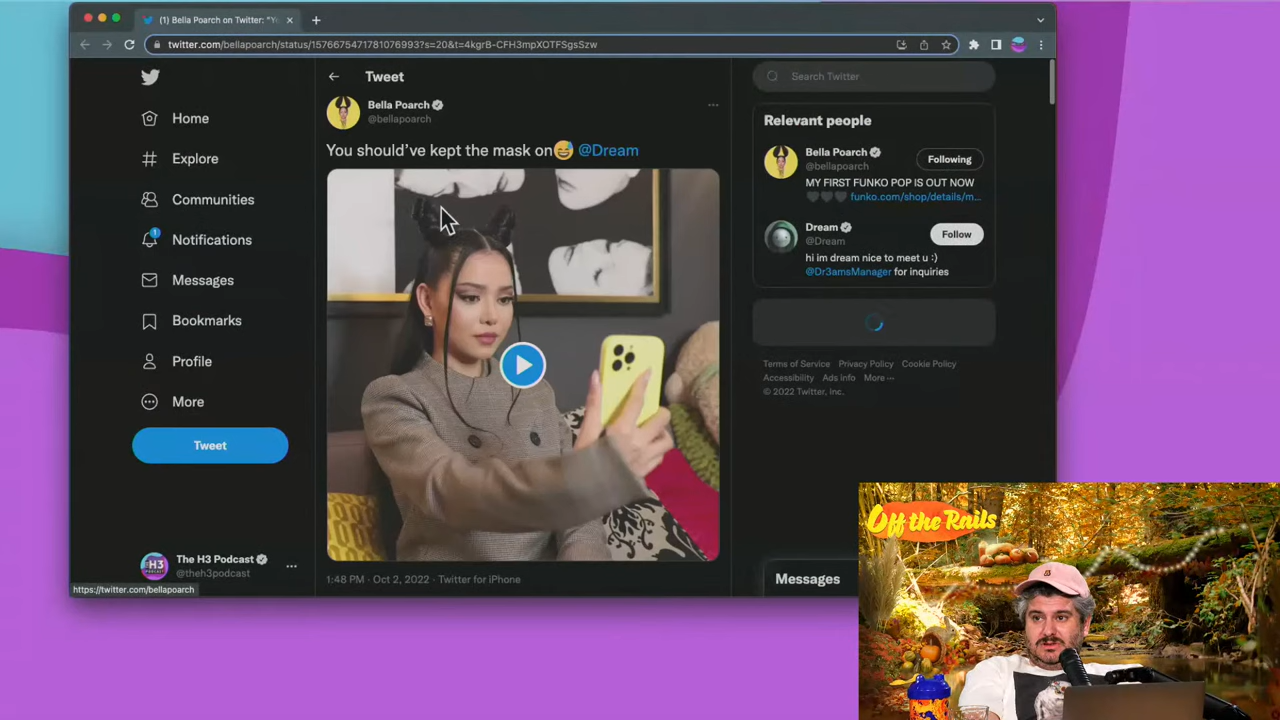 (1) Bella Poarch on Twitter: "Yo
twitter.com/bellapoarch/status/1576675471781076993?s=20&t=4kgrB-CFH3mpXOTFSgsSzw
Home
Explore
Communities
1
Notifications
Messages
Bookmarks
Profile
More
Tweet
The H3 Podcast
@theh3podcast
https://twitter.com/bellapoarch
Tweet
Bella Poarch
@bellapoarch
You should've kept the mask on😅 @Dream
1:48 PM · Oct 2, 2022 · Twitter for iPhone
Search Twitter
Relevant people
Bella Poarch
@bellapoarch
Following
MY FIRST FUNKO POP IS OUT NOW
🖤🖤🖤 funko.com/shop/details/m...
Dream
@Dream
Follow
hi im dream nice to meet u :)
@Dr3amsManager for inquiries
Terms of Service Privacy Policy Cookie Policy
Accessibility Ads info More ···
© 2022 Twitter, Inc.
Messages
Off the Rails
H3
PODCAST